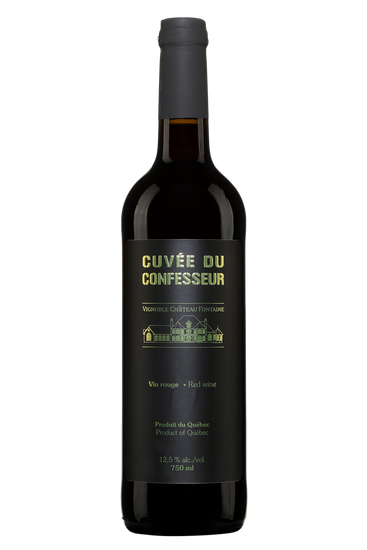 CUVÉE DU
CONFESSEUR
VIGNOBLE CHÂTEAU FONTAINE
Vin rouge • Red wine
Produit du Québec
Product of Québec
12,5 % alc./vol.
750 ml